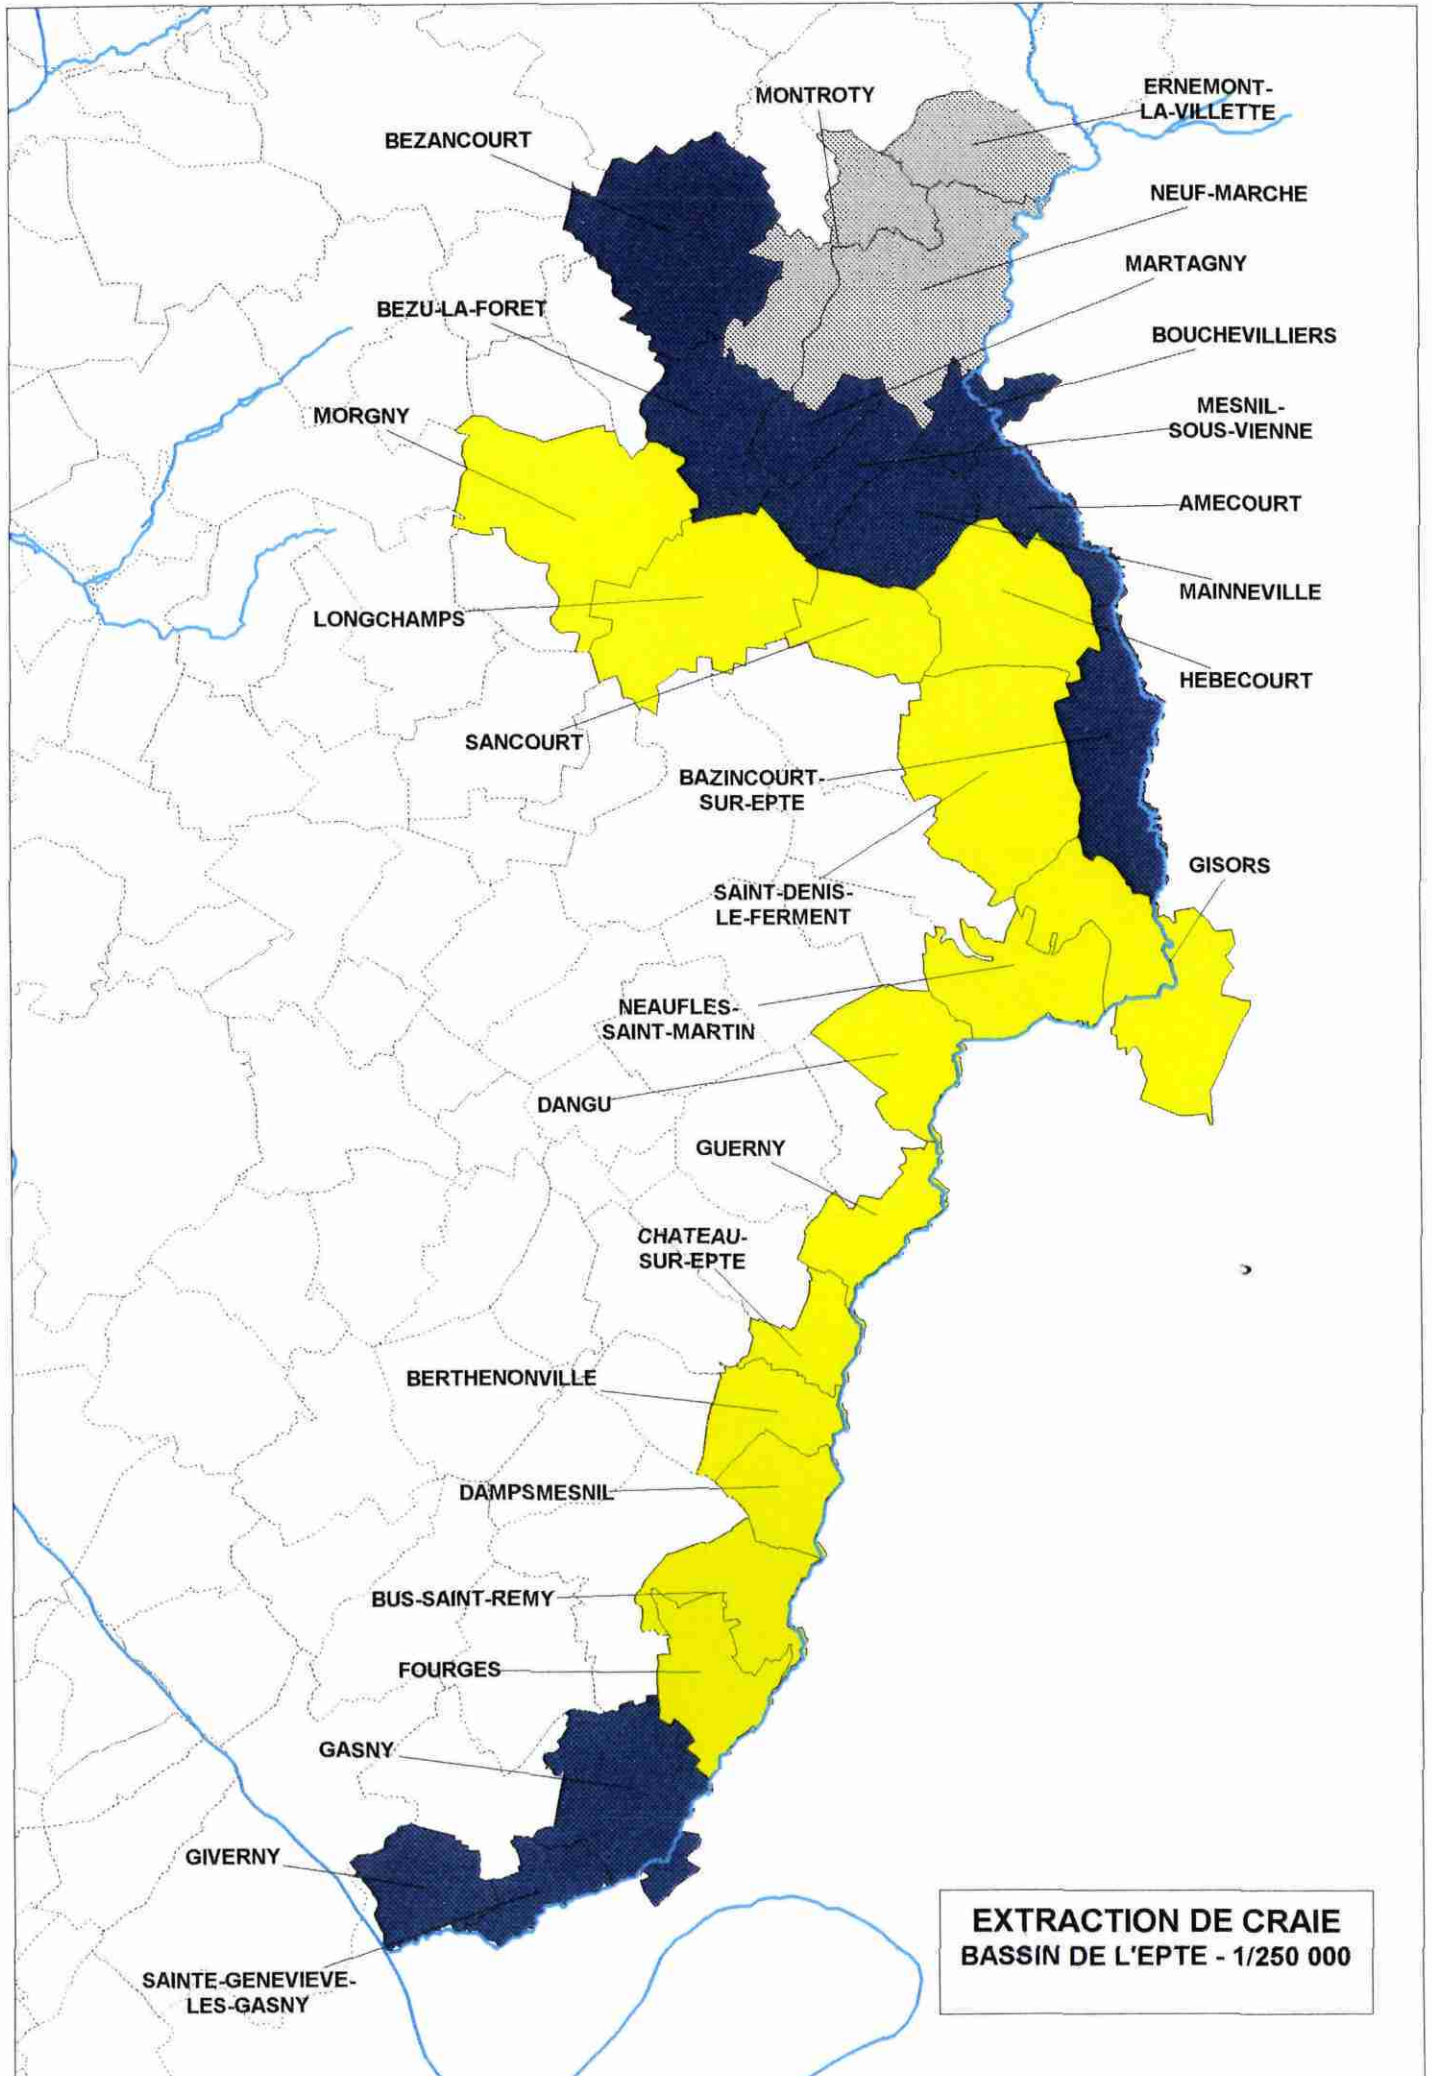 ERNEMONT-
LA-VILLETTE
MONTROTY
BEZANCOURT
NEUF-MARCHE
MARTAGNY
BEZU-LA-FORET
BOUCHEVILLIERS
MORGNY
MESNIL-
SOUS-VIENNE
AMECOURT
MAINNEVILLE
LONGCHAMPS
HEBECOURT
SANCOURT
BAZINCOURT-
SUR-EPTE
GISORS
SAINT-DENIS-
LE-FERMENT
NEAUFLES-
SAINT-MARTIN
DANGU
GUERNY
CHATEAU-
SUR-EPTE
BERTHENONVILLE
DAMPSMESNIL
BUS-SAINT-REMY
FOURGES
GASNY
GIVERNY
SAINTE-GENEVIEVE-
LES-GASNY
EXTRACTION DE CRAIE
BASSIN DE L'EPTE - 1/250 000